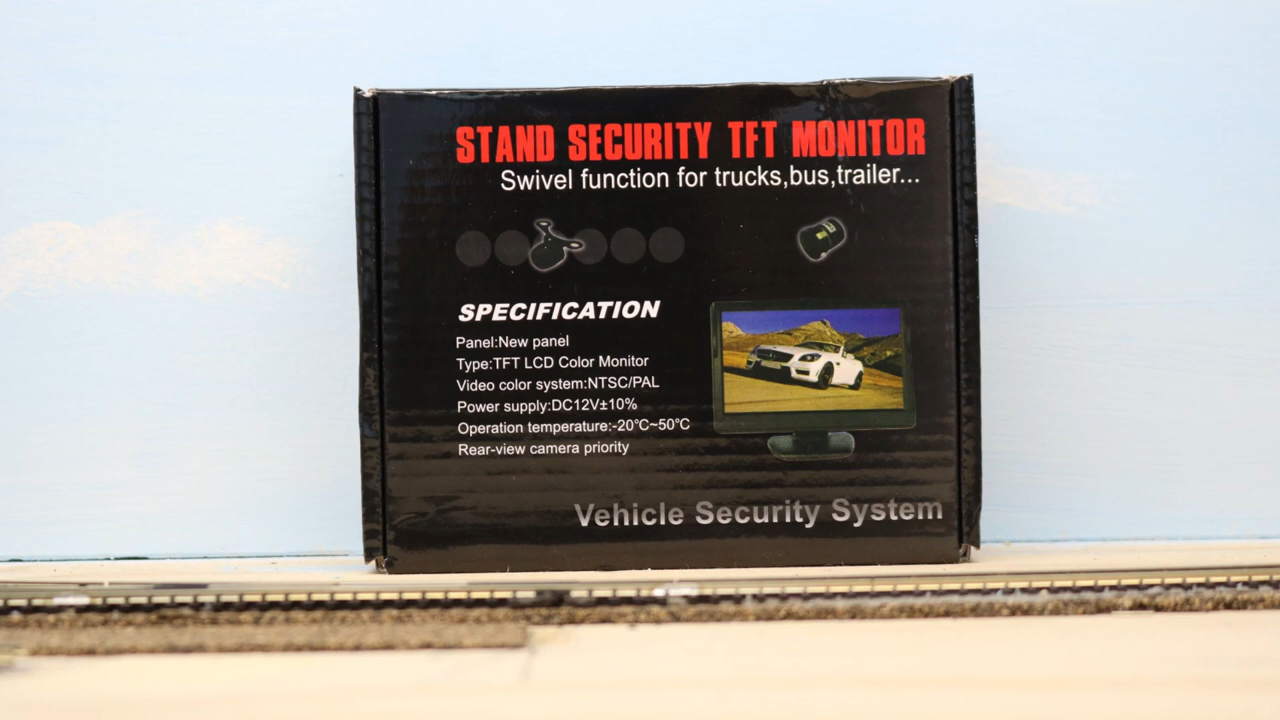 STAND SECURITY TFT MONITOR
Swivel function for trucks,bus,trailer...
SPECIFICATION
Panel:New panel
Type:TFT LCD Color Monitor
Video color system:NTSC/PAL
Power supply:DC12V±10%
Operation temperature:-20℃~50℃
Rear-view camera priority
Vehicle Security System